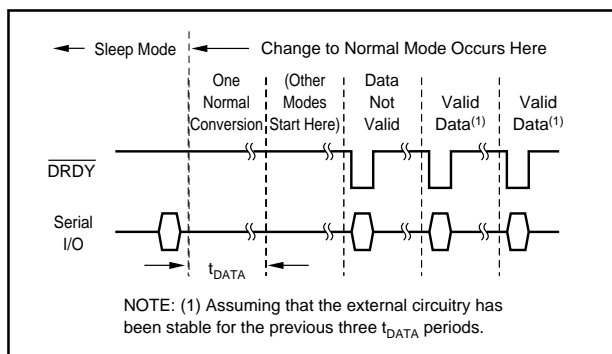 Sleep Mode
Change to Normal Mode Occurs Here
One
Normal
Conversion
(Other
Modes
Start Here)
Data
Not
Valid
Valid
Data(1)
Valid
Data(1)
DRDY
Serial
I/O
tDATA
NOTE: (1) Assuming that the external circuitry has
been stable for the previous three tDATA periods.